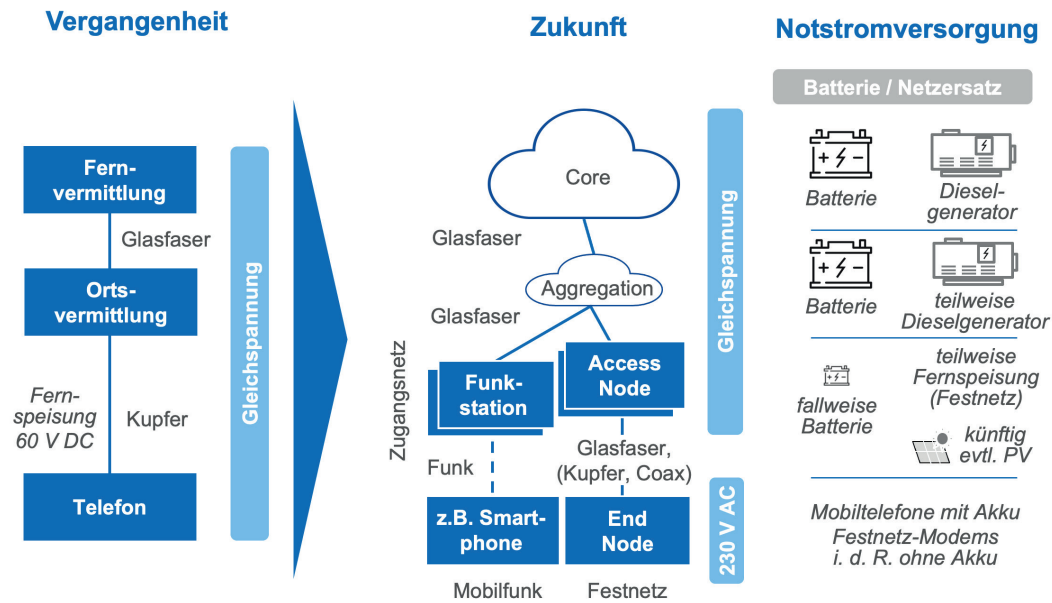 Vergangenheit
Fern-
vermittlung
Glasfaser
Orts-
vermittlung
Fern-
speisung
60 V DC
Kupfer
Telefon
Gleichspannung
Zukunft
Core
Glasfaser
Aggregation
Glasfaser
Zugangsnetz
Funk-
station
Access
Node
Funk
Glasfaser,
(Kupfer, Coax)
z.B. Smart-
phone
End
Node
Mobilfunk
Festnetz
Gleichspannung
230 V AC
Notstromversorgung
Batterie / Netzersatz
Batterie
Diesel-
generator
Batterie
teilweise
Dieselgenerator
fallweise
Batterie
teilweise
Fernspeisung
(Festnetz)
künftig
evtl. PV
Mobiltelefone mit Akku
Festnetz-Modems
i. d. R. ohne Akku